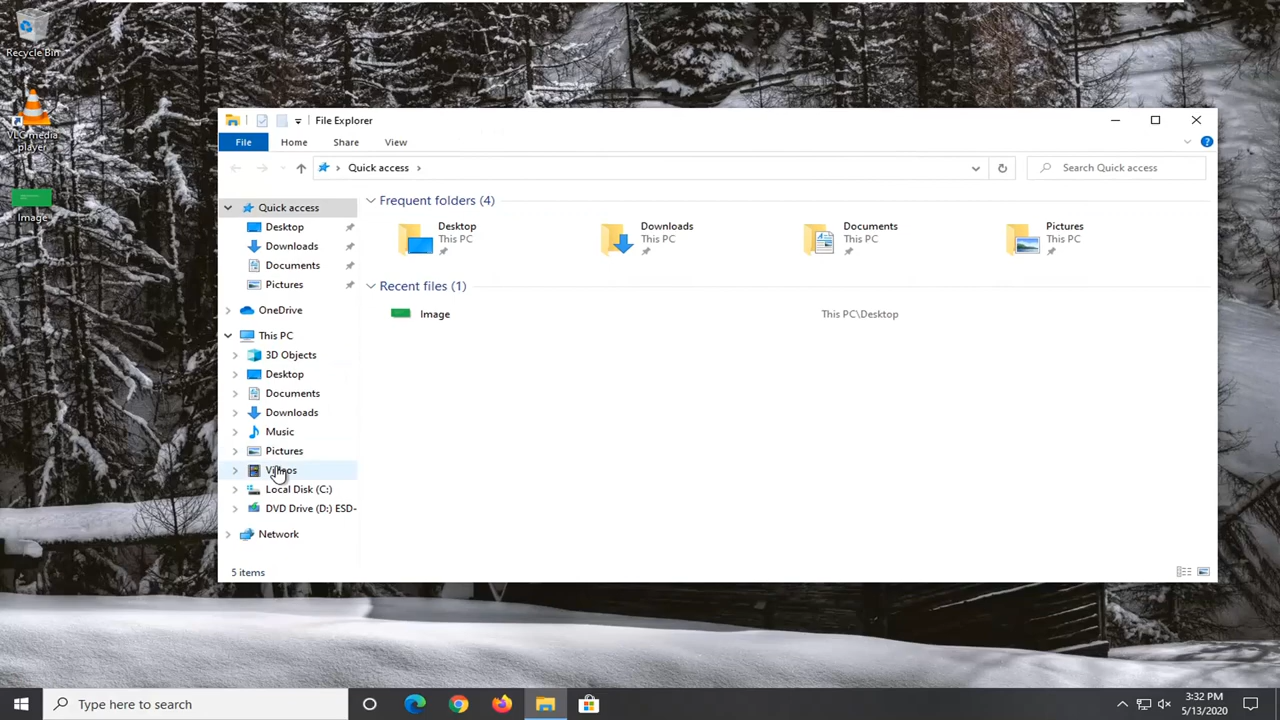 Recycle Bin
VLC media
player
Image
File Explorer
File
Home
Share
View
Quick access
Search Quick access
Quick access
Desktop
Downloads
Documents
Pictures
OneDrive
This PC
3D Objects
Desktop
Documents
Downloads
Music
Pictures
Videos
Local Disk (C:)
DVD Drive (D:) ESD-
Network
Frequent folders (4)
Desktop
This PC
Downloads
This PC
Documents
This PC
Pictures
This PC
Recent files (1)
Image
This PC\Desktop
5 items
Type here to search
3:32 PM
5/13/2020